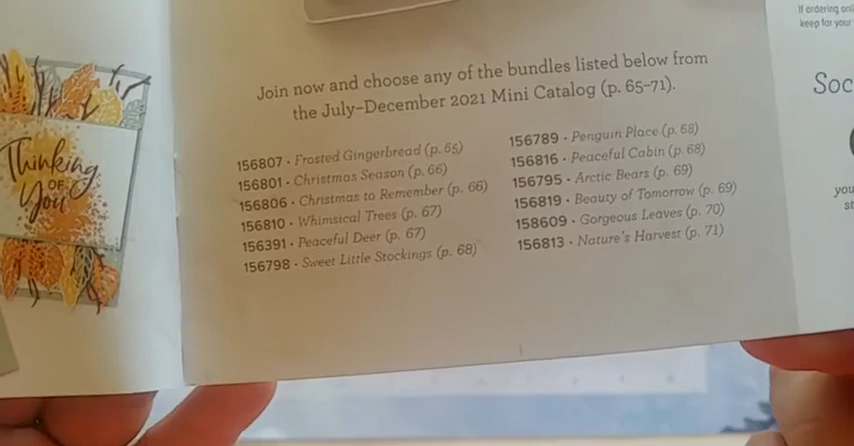 If ordering onli
keep for your
Soc
Thinking
OF
You
Join now and choose any of the bundles listed below from
the July–December 2021 Mini Catalog (p. 65–71).
156807 · Frosted Gingerbread (p. 65)
156801 · Christmas Season (p. 66)
156806 · Christmas to Remember (p. 66)
156810 · Whimsical Trees (p. 67)
156391 · Peaceful Deer (p. 67)
156798 · Sweet Little Stockings (p. 68)
156789 · Penguin Place (p. 68)
156816 · Peaceful Cabin (p. 68)
156795 · Arctic Bears (p. 69)
156819 · Beauty of Tomorrow (p. 69)
158609 · Gorgeous Leaves (p. 70)
156813 · Nature's Harvest (p. 71)
you
st